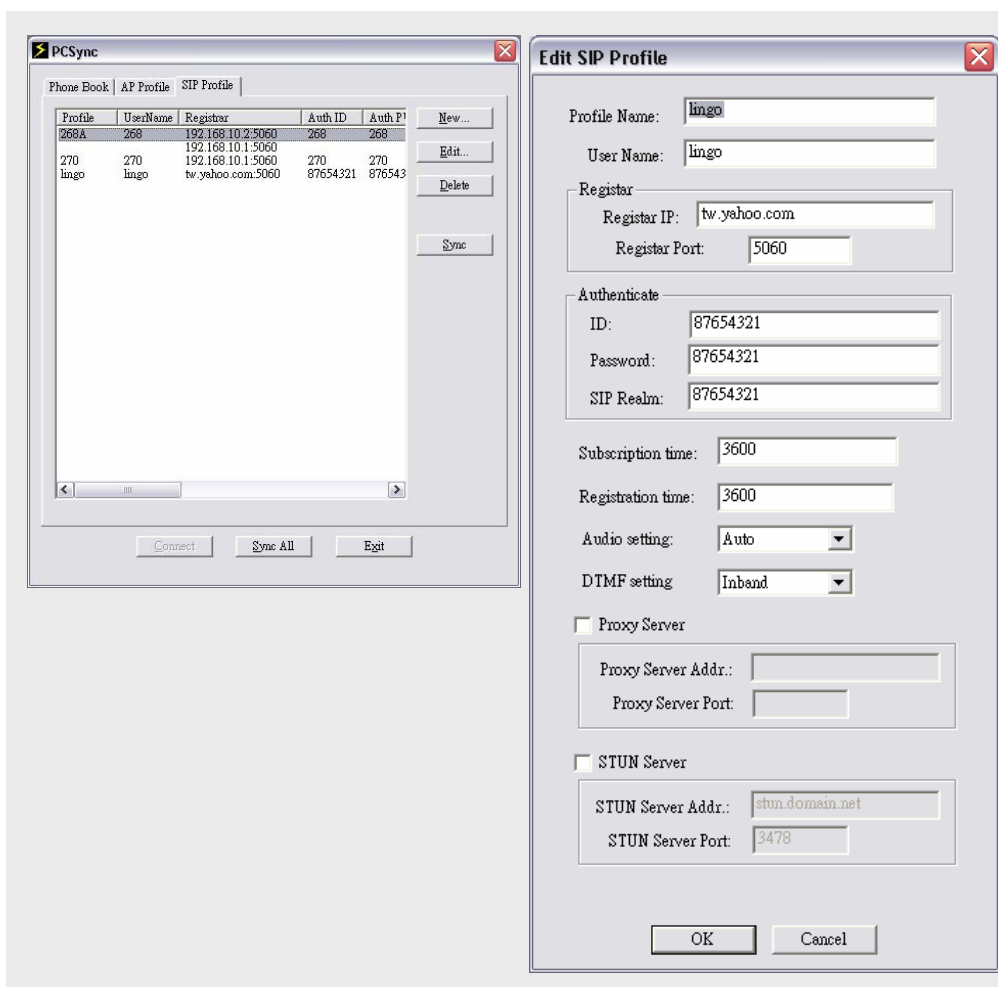 PCSync
Phone Book AP Profile SIP Profile
Profile UserName Registrar Auth ID Auth P
268A 268 192.168.10.2:5060 268 268
192.168.10.1:5060
270 270 192.168.10.1:5060 270 270
lingo lingo tw.yahoo.com:5060 87654321 876543
New...
Edit...
Delete
Sync
Connect Sync All Exit
Edit SIP Profile
Profile Name: lingo
User Name: lingo
Registar
Registar IP: tw.yahoo.com
Registar Port: 5060
Authenticate
ID: 87654321
Password: 87654321
SIP Realm: 87654321
Subscription time: 3600
Registration time: 3600
Audio setting: Auto
DTMF setting Inband
Proxy Server
Proxy Server Addr.:
Proxy Server Port:
STUN Server
STUN Server Addr.: stun.domain.net
STUN Server Port: 3478
OK Cancel